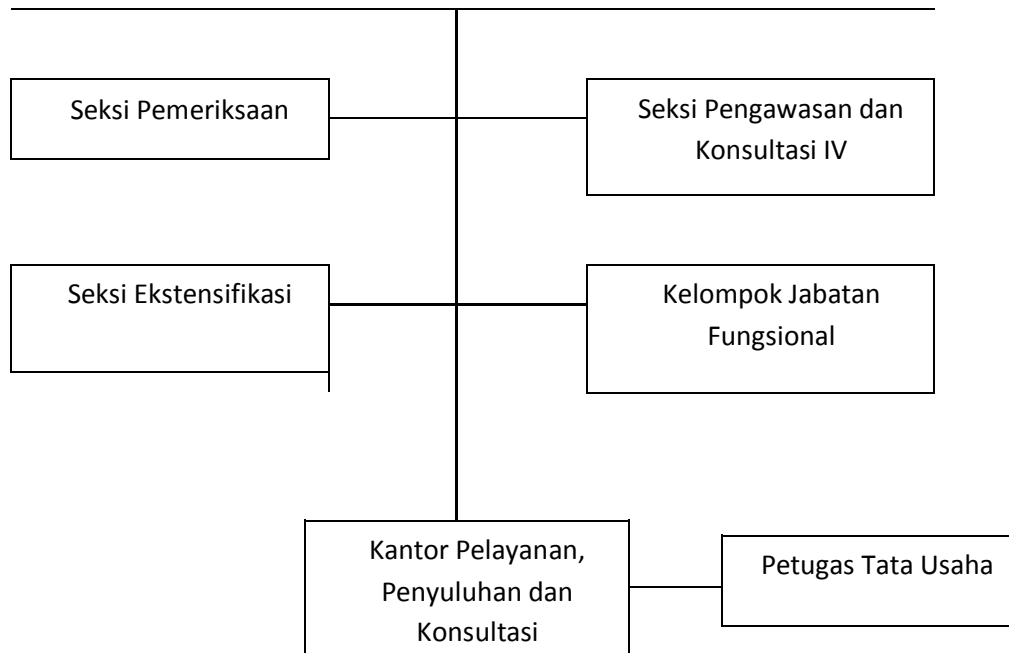 Seksi Pemeriksaan
Seksi Pengawasan dan
Konsultasi IV
Seksi Ekstensifikasi
Kelompok Jabatan
Fungsional
Kantor Pelayanan,
Penyuluhan dan
Konsultasi
Petugas Tata Usaha